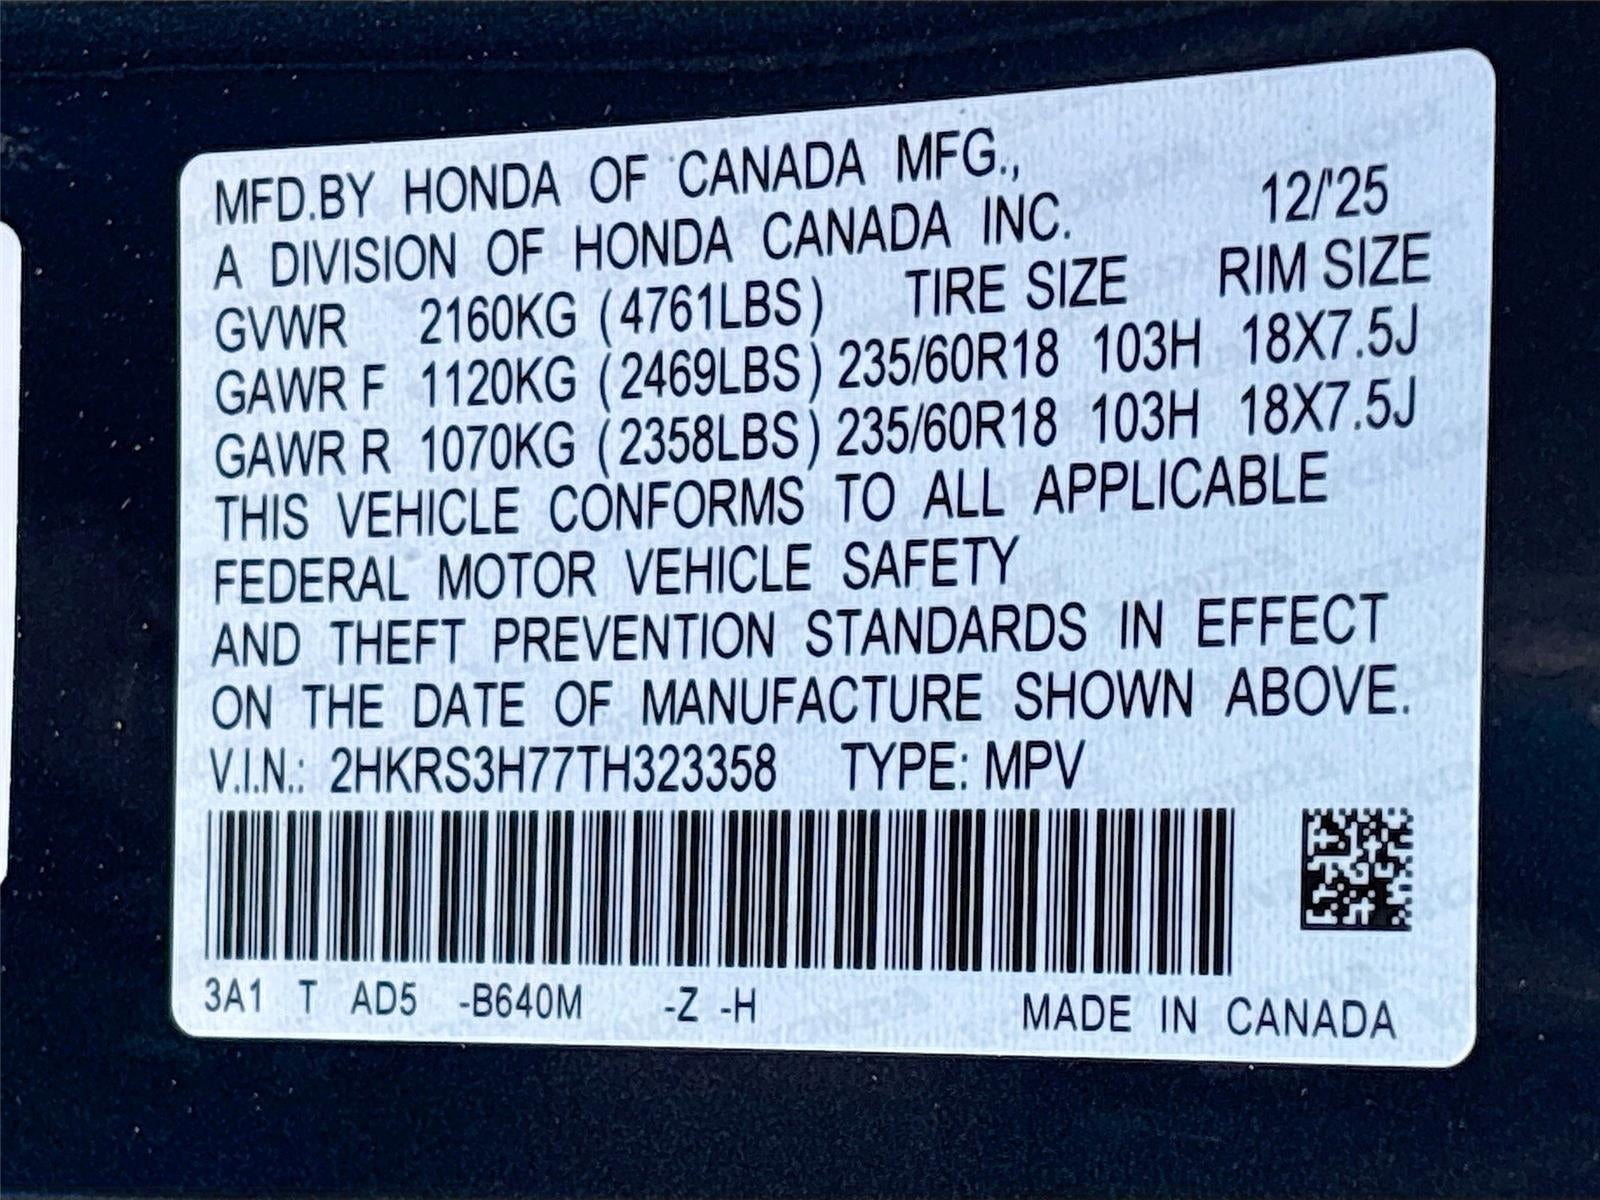 MFD.BY HONDA OF CANADA MFG.,
A DIVISION OF HONDA CANADA INC. 12/'25
GVWR 2160KG (4761LBS) TIRE SIZE RIM SIZE
GAWR F 1120KG (2469LBS) 235/60R18 103H 18X7.5J
GAWR R 1070KG (2358LBS) 235/60R18 103H 18X7.5J
THIS VEHICLE CONFORMS TO ALL APPLICABLE
FEDERAL MOTOR VEHICLE SAFETY
AND THEFT PREVENTION STANDARDS IN EFFECT
ON THE DATE OF MANUFACTURE SHOWN ABOVE.
V.I.N.: 2HKRS3H77TH323358 TYPE: MPV
3A1 T AD5 -B640M -Z -H MADE IN CANADA